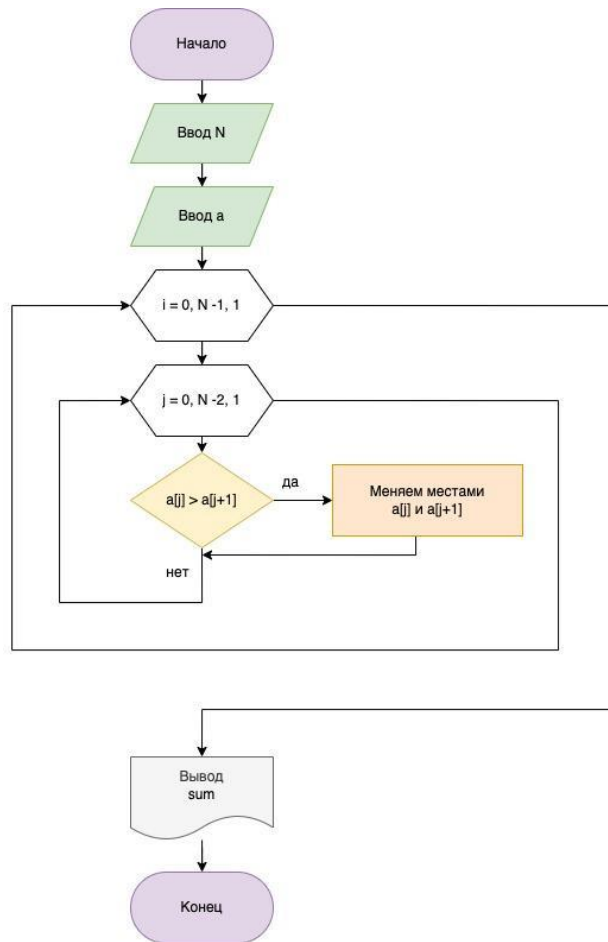 Начало
Ввод N
Ввод a
i = 0, N -1, 1
j = 0, N -2, 1
a[j] > a[j+1]
да
Меняем местами
a[j] и a[j+1]
нет
Вывод
sum
Конец